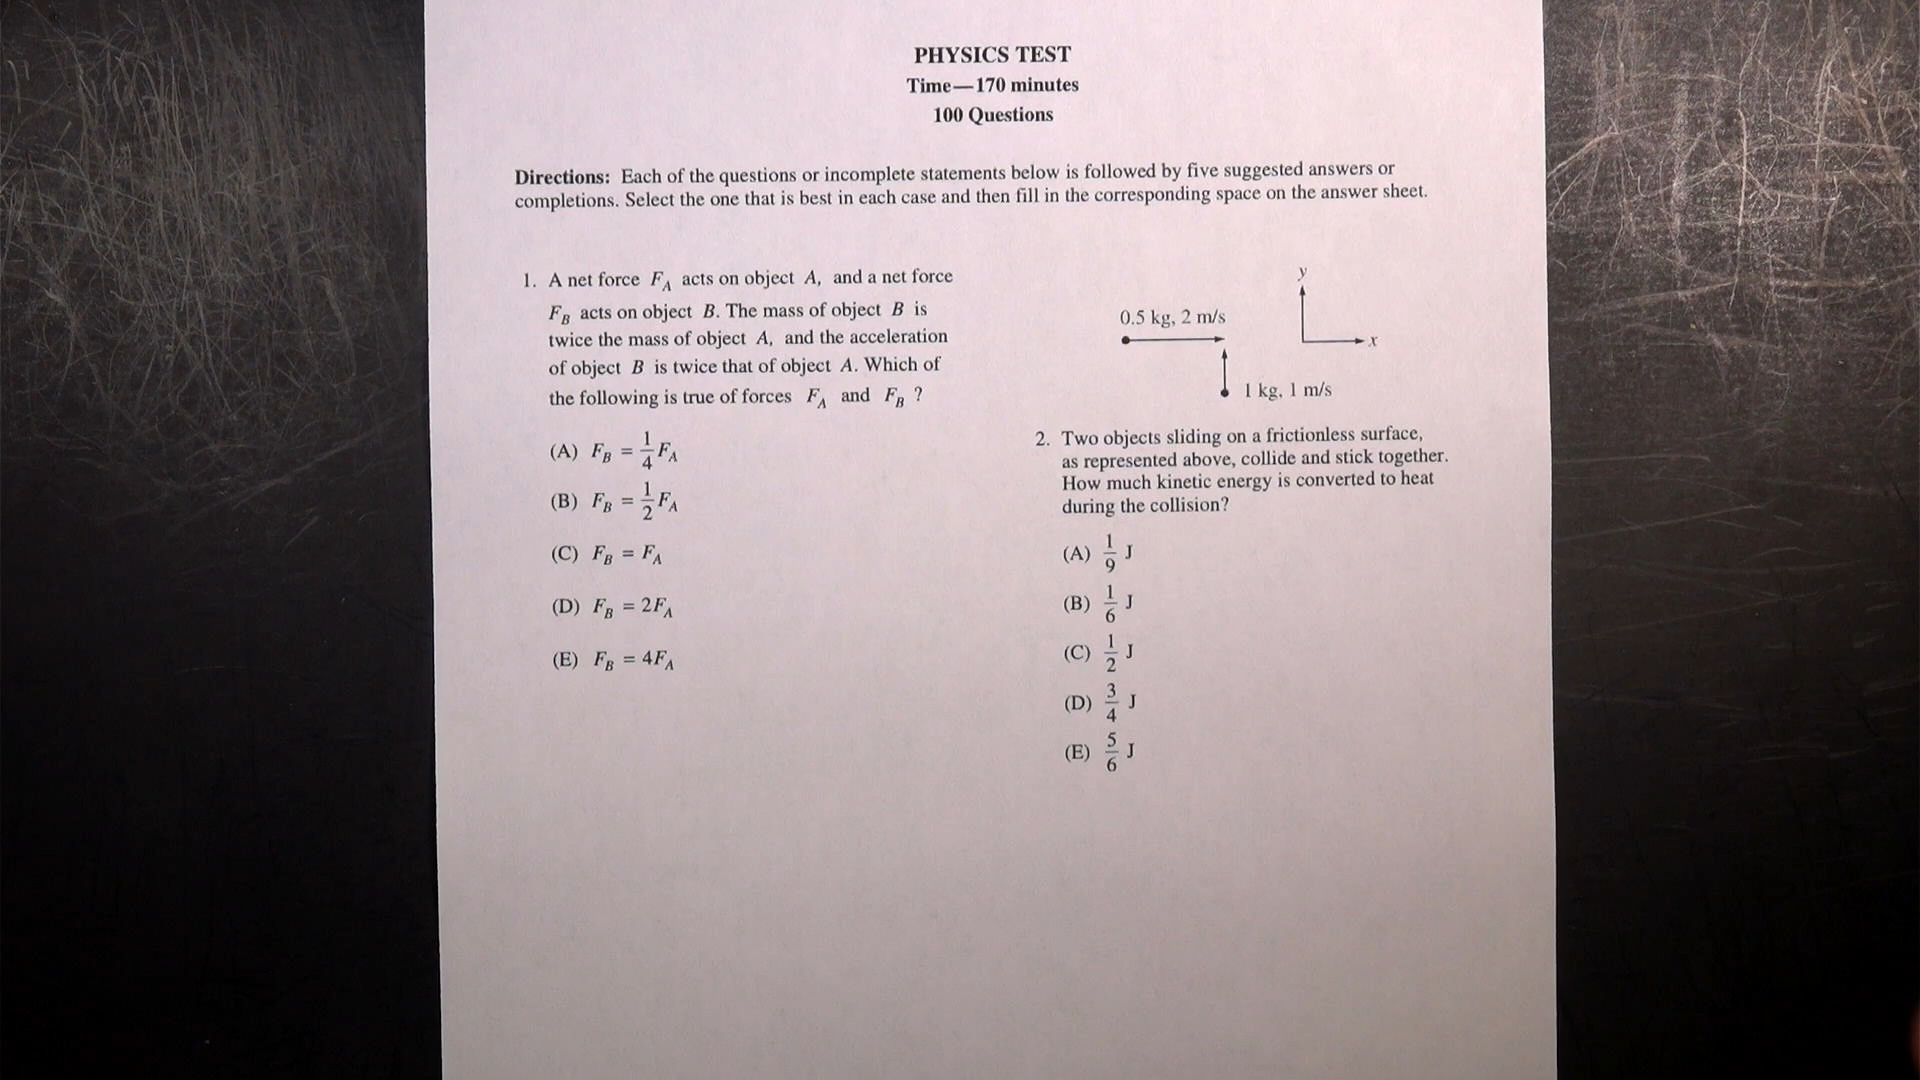 PHYSICS TEST
Time—170 minutes
100 Questions
Directions: Each of the questions or incomplete statements below is followed by five suggested answers or
completions. Select the one that is best in each case and then fill in the corresponding space on the answer sheet.
1. A net force F_A acts on object A, and a net force
F_B acts on object B. The mass of object B is
twice the mass of object A, and the acceleration
of object B is twice that of object A. Which of
the following is true of forces F_A and F_B ?
(A) F_B = 1/4 F_A
(B) F_B = 1/2 F_A
(C) F_B = F_A
(D) F_B = 2F_A
(E) F_B = 4F_A
y
0.5 kg, 2 m/s
x
1 kg, 1 m/s
2. Two objects sliding on a frictionless surface,
as represented above, collide and stick together.
How much kinetic energy is converted to heat
during the collision?
(A) 1/9 J
(B) 1/6 J
(C) 1/2 J
(D) 3/4 J
(E) 5/6 J